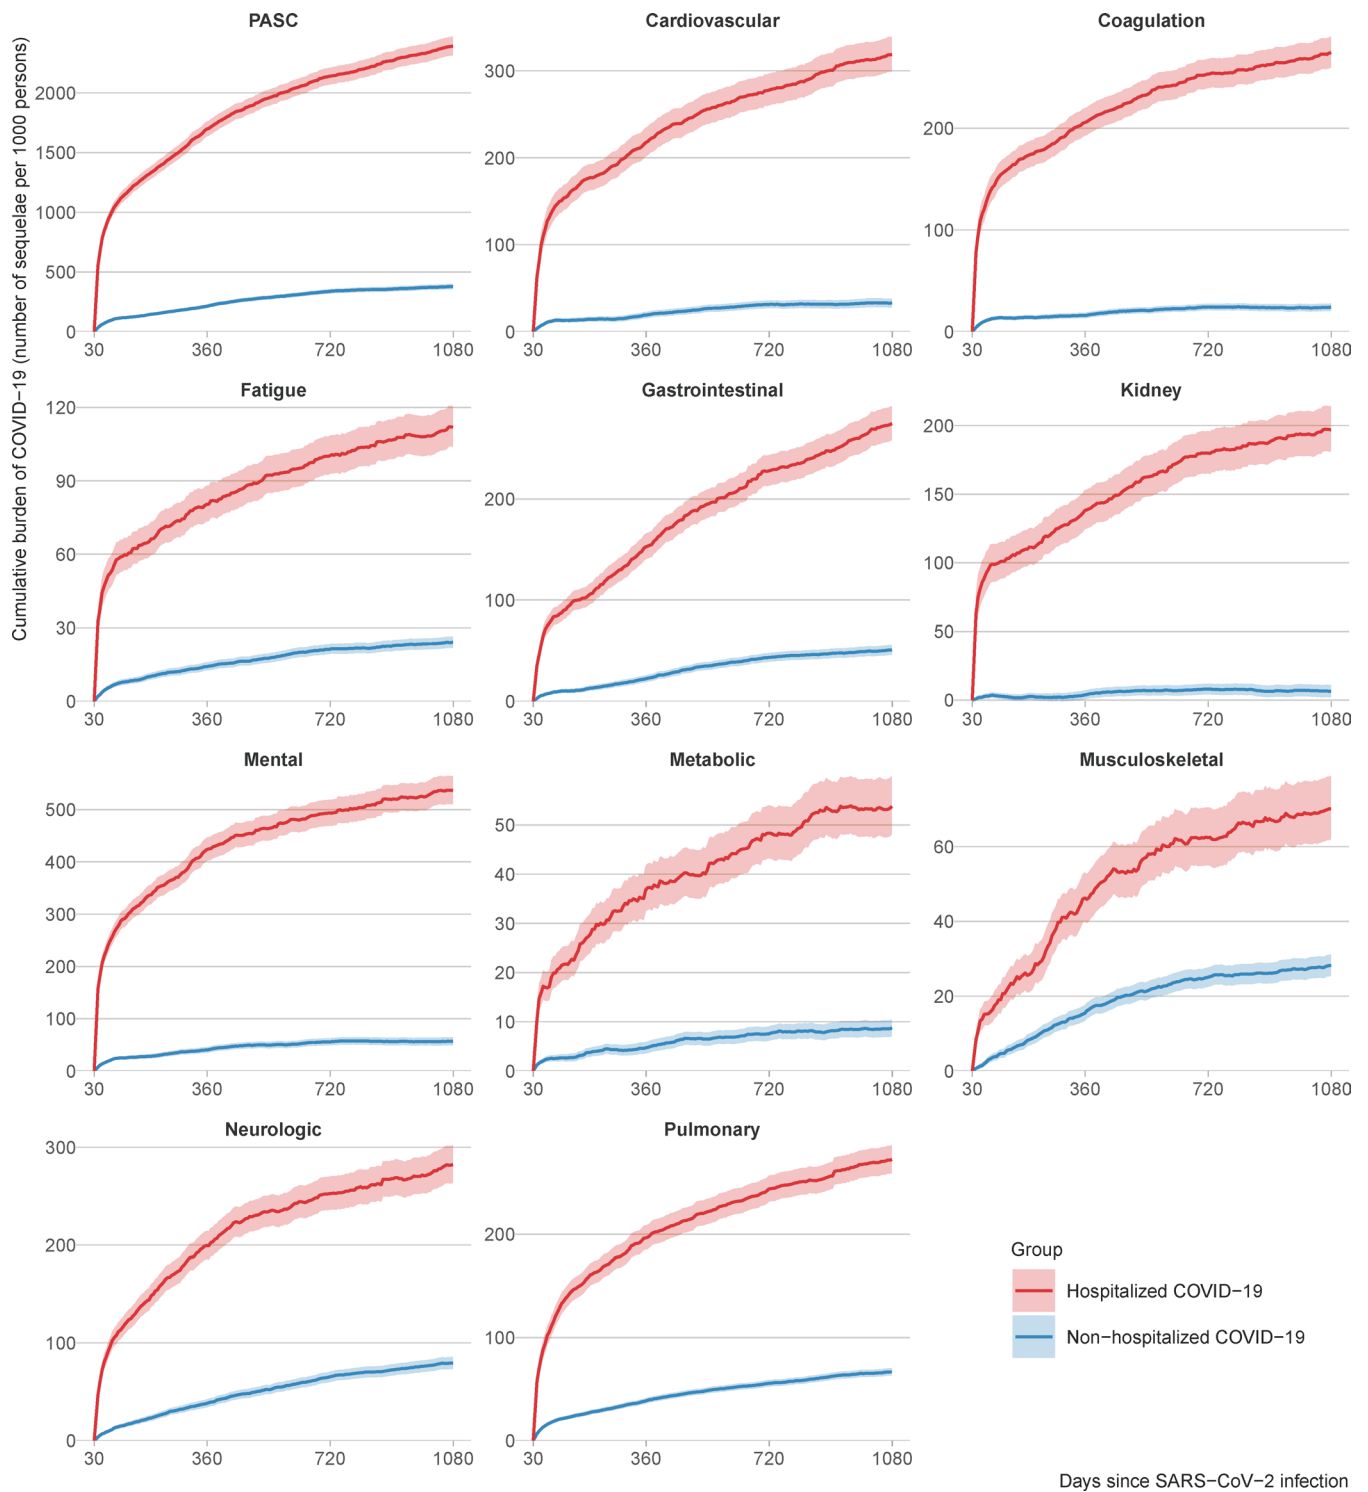 PASC
Cardiovascular
Coagulation
Cumulative burden of COVID−19 (number of sequelae per 1000 persons)
2000
1500
1000
500
0
30 360 720 1080
300
200
100
0
30 360 720 1080
200
100
0
30 360 720 1080
Fatigue
Gastrointestinal
Kidney
120
90
60
30
0
30 360 720 1080
200
100
0
30 360 720 1080
200
150
100
50
0
30 360 720 1080
Mental
Metabolic
Musculoskeletal
500
400
300
200
100
0
30 360 720 1080
50
40
30
20
10
0
30 360 720 1080
60
40
20
0
30 360 720 1080
Neurologic
Pulmonary
300
200
100
0
30 360 720 1080
200
100
0
30 360 720 1080
Group
Hospitalized COVID−19
Non−hospitalized COVID−19
Days since SARS−CoV−2 infection